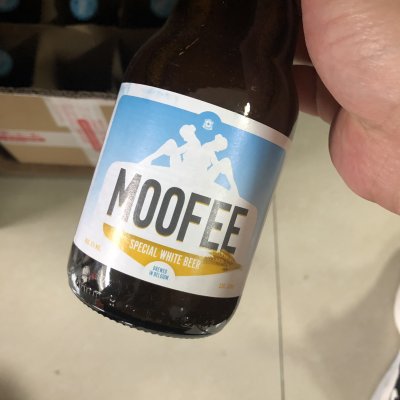 MOOFEE
SPECIAL WHITE BEER
BREWED
IN BELGIUM